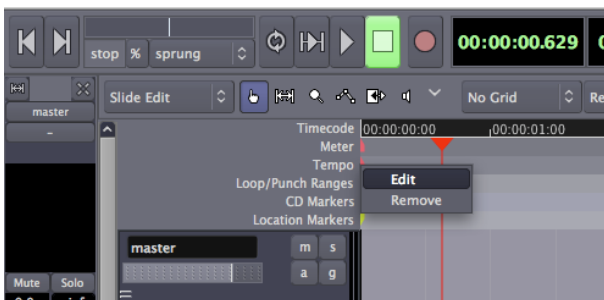 stop % sprung
00:00:00.629
Slide Edit
No Grid
master
-
Timecode 00:00:00:00 00:00:01:00
Meter
Tempo
Loop/Punch Ranges
CD Markers
Location Markers
Edit
Remove
master
m s
a g
Mute Solo